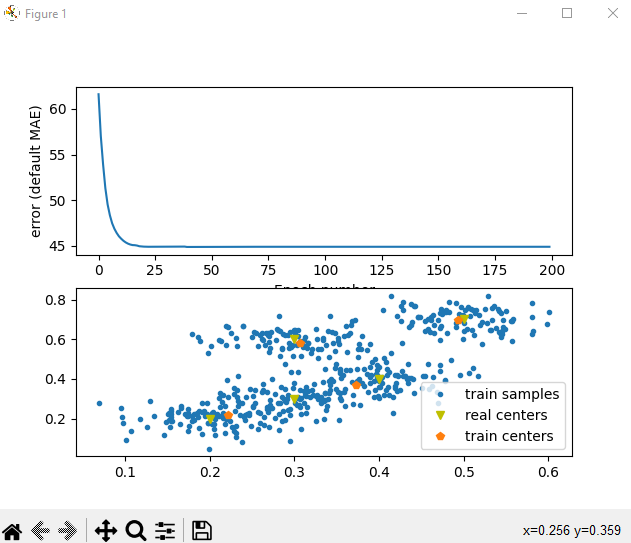 Figure 1
error (default MAE)
60
55
50
45
0 25 50 75 100 125 150 175 200
Epoch number
0.8
0.6
0.4
0.2
train samples
real centers
train centers
0.1 0.2 0.3 0.4 0.5 0.6
x=0.256 y=0.359